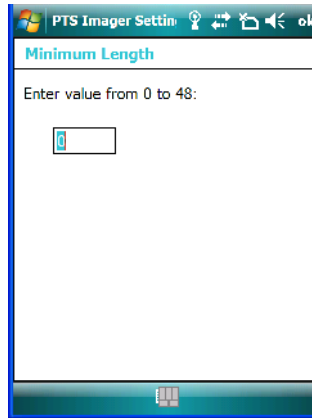 PTS Imager Settin
ok
Minimum Length
Enter value from 0 to 48:
0